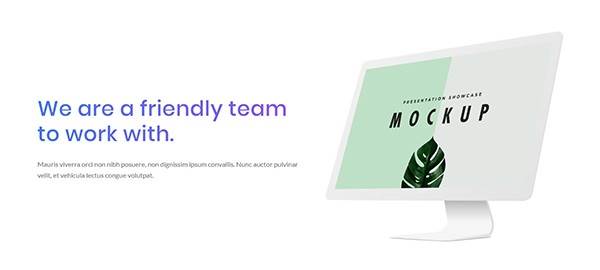 We are a friendly team
to work with.
Mauris viverra orci non nibh posuere, non dignissim ipsum convallis. Nunc auctor pulvinar
velit, et vehicula lectus congue volutpat.
PRESENTATION SHOWCASE
MOCKUP